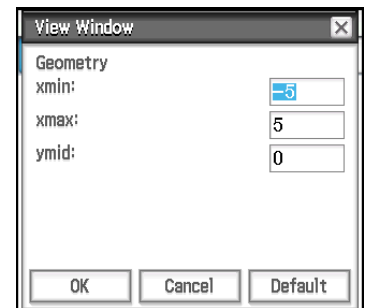 View Window
Geometry
xmin: -5
xmax: 5
ymid: 0
OK Cancel Default